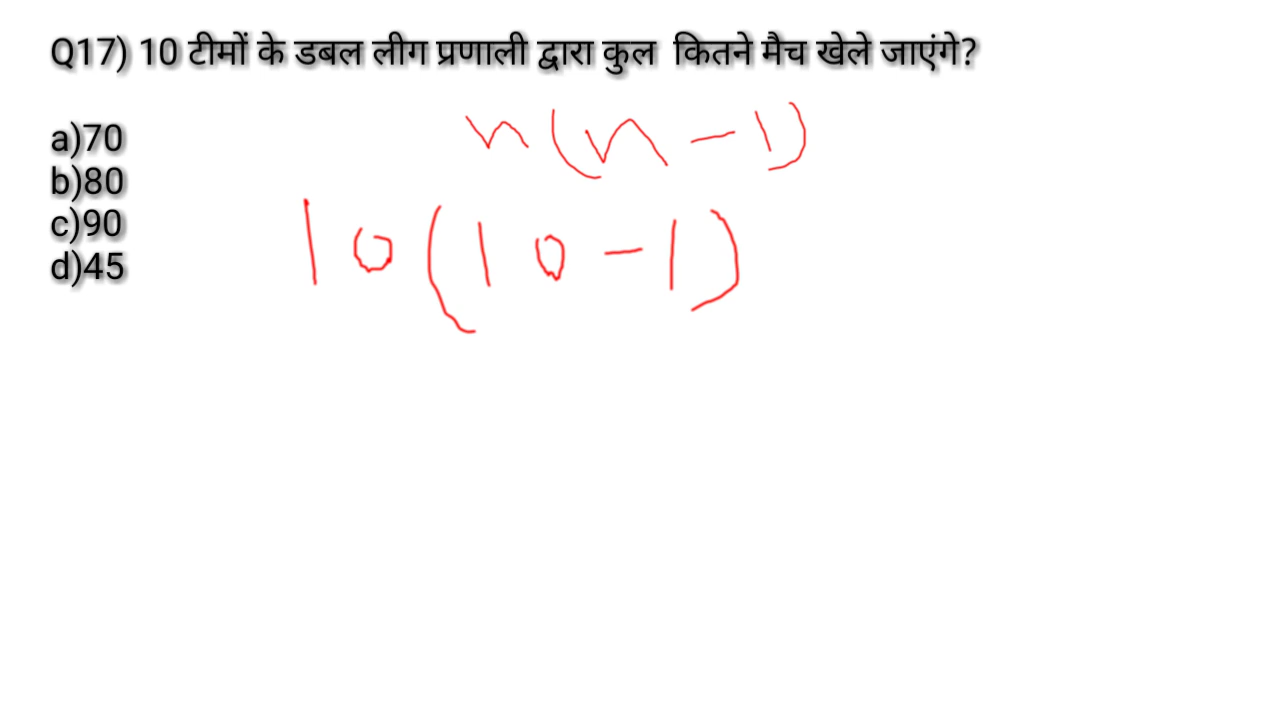 Q17) 10 टीमों के डबल लीग प्रणाली द्वारा कुल कितने मैच खेले जाएंगे?
n(n-1)
a)70
b)80
10(10-1)
c)90
d)45